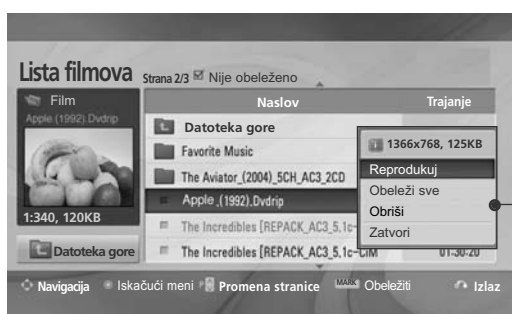 Lista filmova Strana 2/3 Nije obeleženo
Film
Apple.(1992).Dvdrip
1:340, 120KB
Datoteka gore
Naslov Trajanje
Datoteka gore
Favorite Music
The Aviator_(2004)_5CH_AC3_2CD
Apple_(1992).Dvdrip
The Incredibles [REPACK_AC3_5.1c-
The Incredibles [REPACK_AC3_5.1c-CiM 01:30:20
1366x768, 125KB
Reprodukuj
Obeleži sve
Obriši
Zatvori
Navigacija Iskačući meni Promena stranice MARK Obeležiti Izlaz